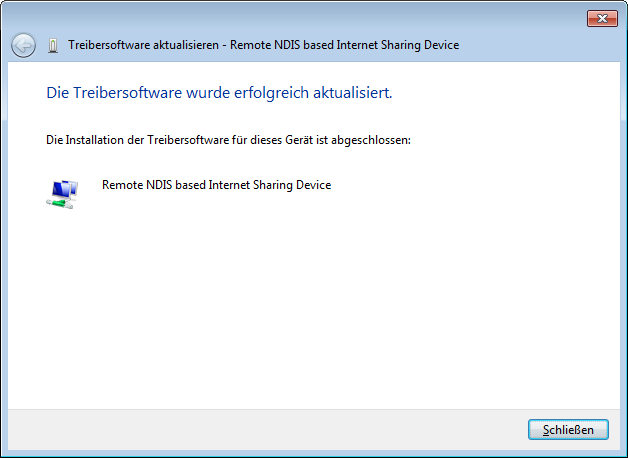 Treibersoftware aktualisieren - Remote NDIS based Internet Sharing Device
Die Treibersoftware wurde erfolgreich aktualisiert.
Die Installation der Treibersoftware für dieses Gerät ist abgeschlossen:
Remote NDIS based Internet Sharing Device
Schließen